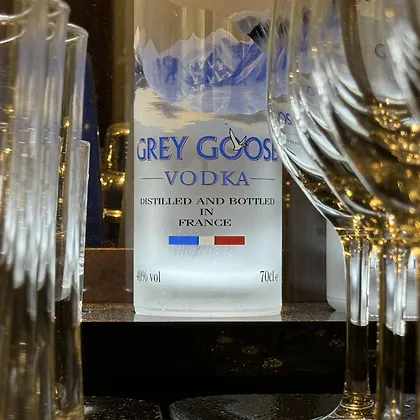 GREY GOOSE
VODKA
DISTILLED AND BOTTLED
IN
FRANCE
40% vol 70cl e